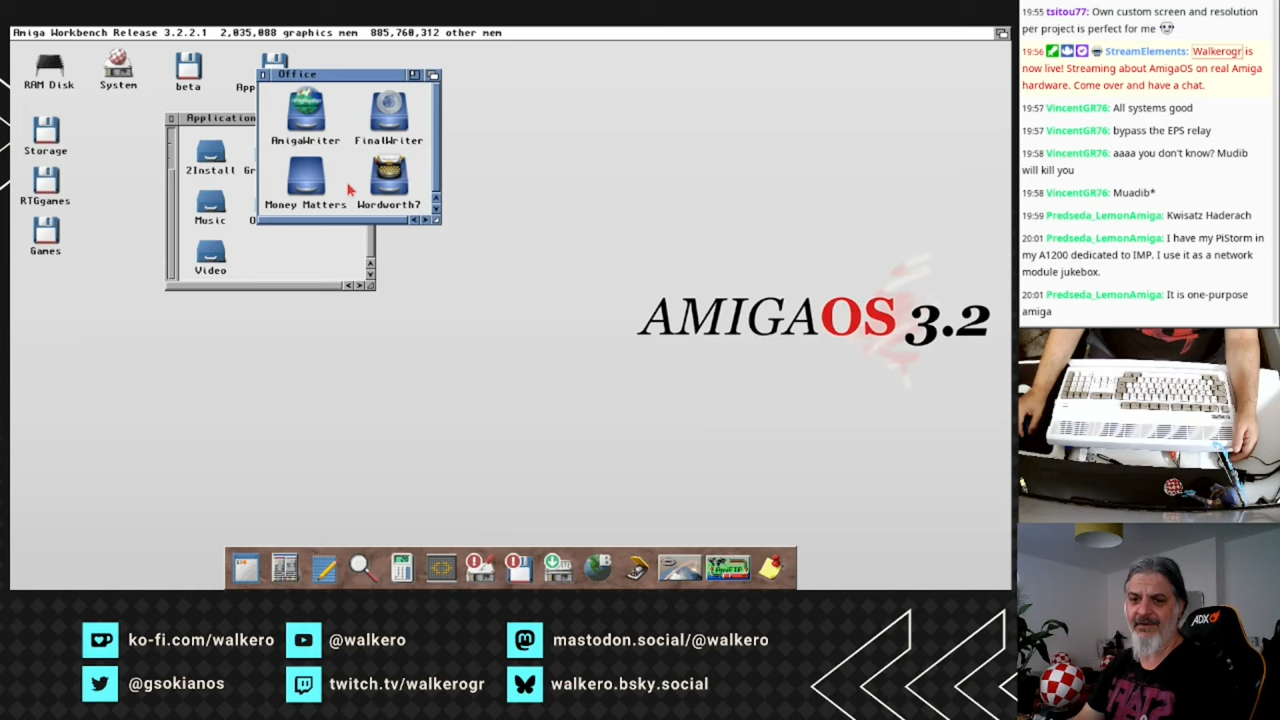 Amiga Workbench Release 3.2.2.1  2,035,088 graphics mem  885,760,312 other mem
RAM Disk
System
beta
App
Storage
RTGgames
Games
Application
2Install
Gr
Music
Video
Office
AmigaWriter
FinalWriter
Money Matters
Wordworth7
AMIGAOS 3.2
AmiFTP
ko-fi.com/walkero
@walkero
mastodon.social/@walkero
@gsokianos
twitch.tv/walkerogr
walkero.bsky.social
19:55 tsitou77: Own custom screen and resolution
per project is perfect for me
19:56 StreamElements: Walkerogr is
now live! Streaming about AmigaOS on real Amiga
hardware. Come over and have a chat.
19:57 VincentGR76: All systems good
19:57 VincentGR76: bypass the EPS relay
19:58 VincentGR76: aaaa you don't know? Mudib
will kill you
19:58 VincentGR76: Muadib*
19:59 Predseda_LemonAmiga: Kwisatz Haderach
20:01 Predseda_LemonAmiga: I have my PiStorm in
my A1200 dedicated to IMP. I use it as a network
module jukebox.
20:01 Predseda_LemonAmiga: It is one-purpose
amiga
ADX